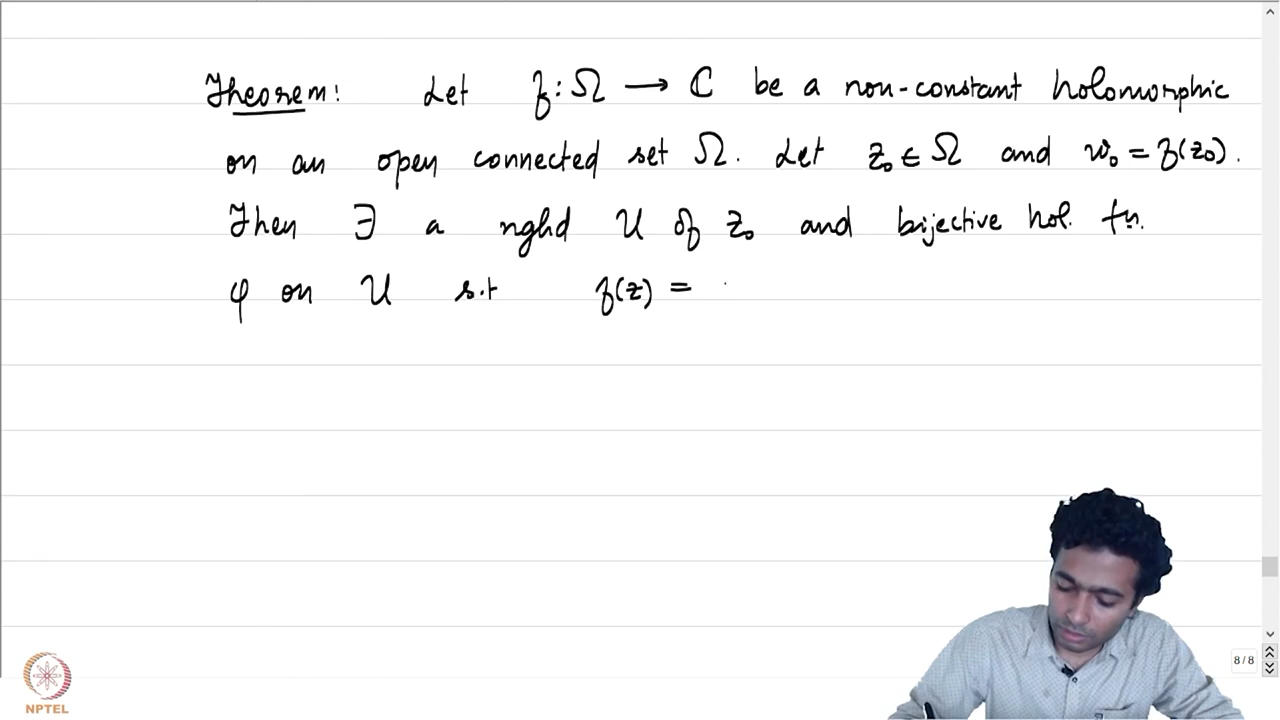 Theorem: Let f: Ω → ℂ be a non-constant holomorphic
on an open connected set Ω. Let z₀ ∈ Ω and w₀ = f(z₀).
Then ∃ a nghd U of z₀ and bijective hol. fn.
φ on U s.t f(z) =
8/8
NPTEL